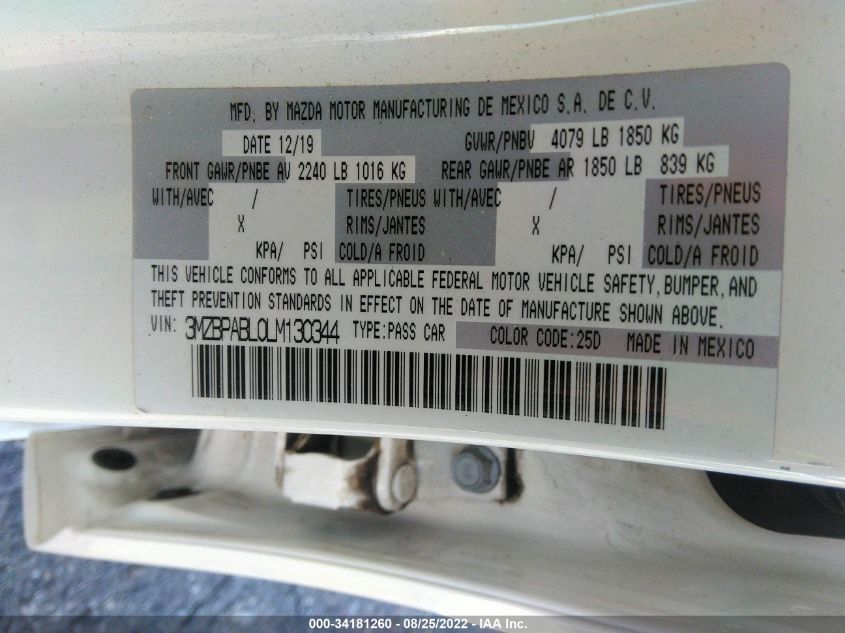 MFD. BY MAZDA MOTOR MANUFACTURING DE MEXICO S.A. DE C.V.
DATE 12/19 GVWR/PNBV 4079 LB 1850 KG
FRONT GAWR/PNBE AV 2240 LB 1016 KG REAR GAWR/PNBE AR 1850 LB 839 KG
WITH/AVEC / TIRES/PNEUS WITH/AVEC / TIRES/PNEUS
X RIMS/JANTES X RIMS/JANTES
KPA/ PSI COLD/A FROID KPA/ PSI COLD/A FROID
THIS VEHICLE CONFORMS TO ALL APPLICABLE FEDERAL MOTOR VEHICLE SAFETY, BUMPER, AND
THEFT PREVENTION STANDARDS IN EFFECT ON THE DATE OF MANUFACTURE SHOWN ABOVE.
VIN: 3MZBPABL0LM130344 TYPE:PASS CAR COLOR CODE:25D MADE IN MEXICO
000-34181260 - 08/25/2022 - IAA Inc.